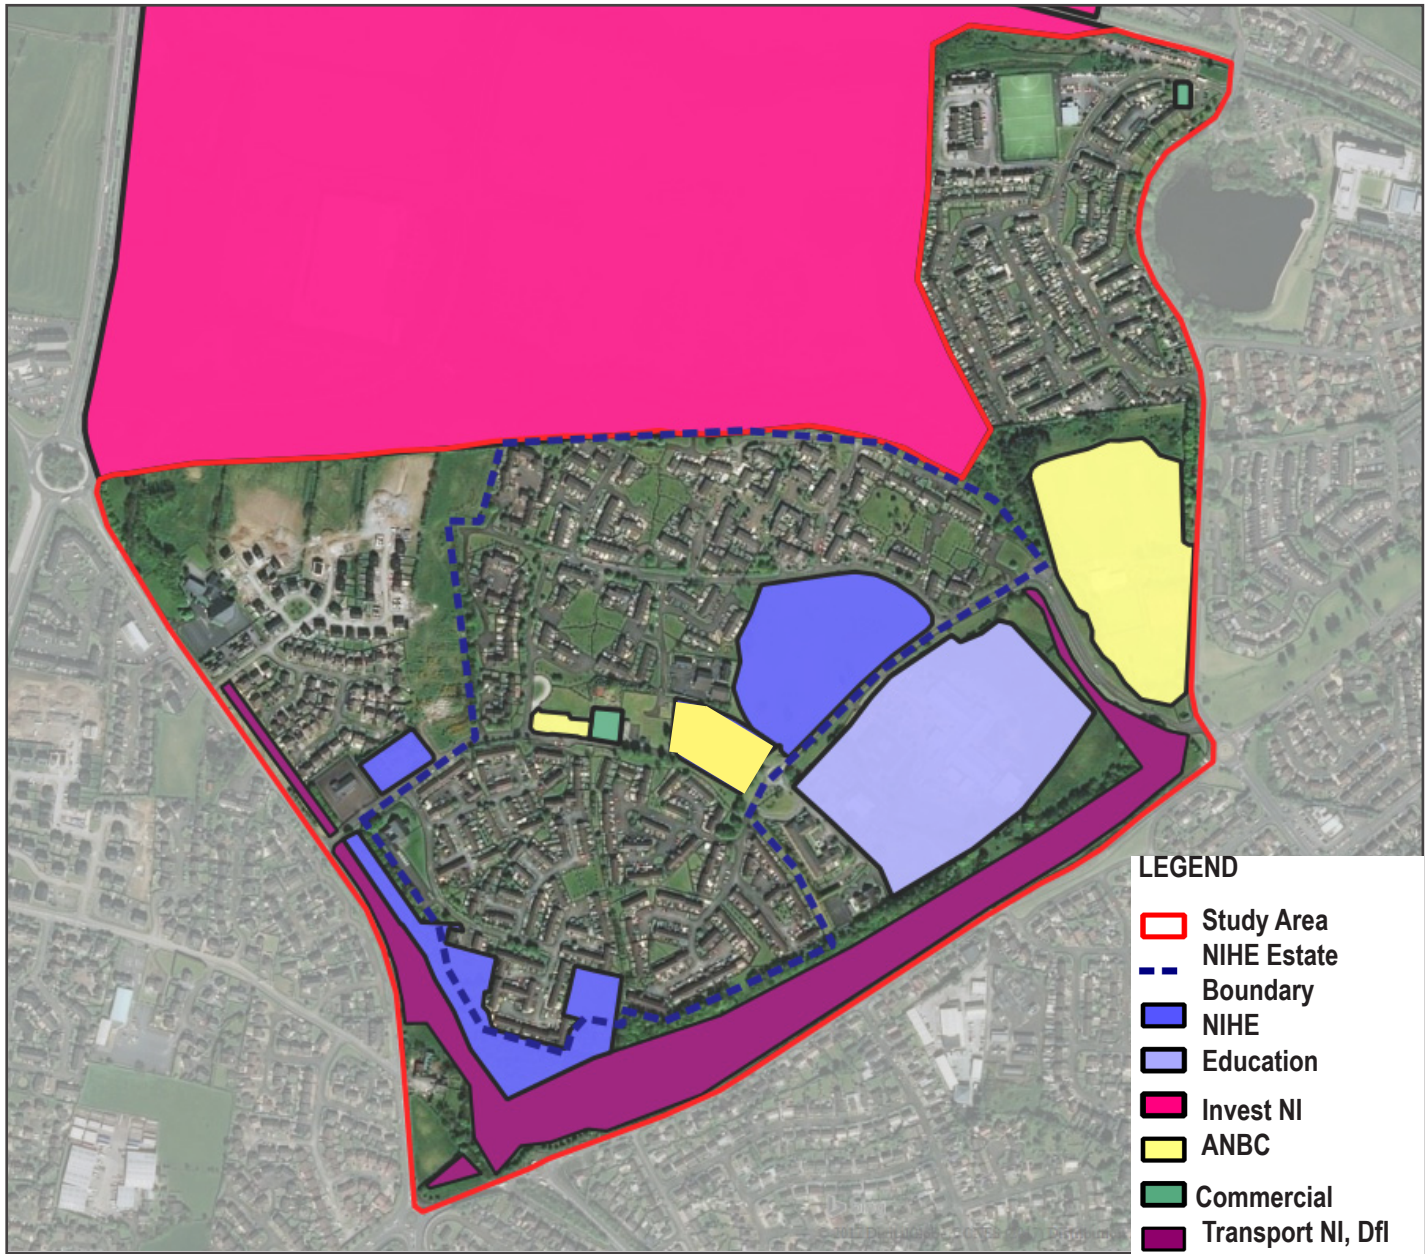 LEGEND
Study Area
NIHE Estate
Boundary
NIHE
Education
Invest NI
ANBC
Commercial
Transport NI, DfI